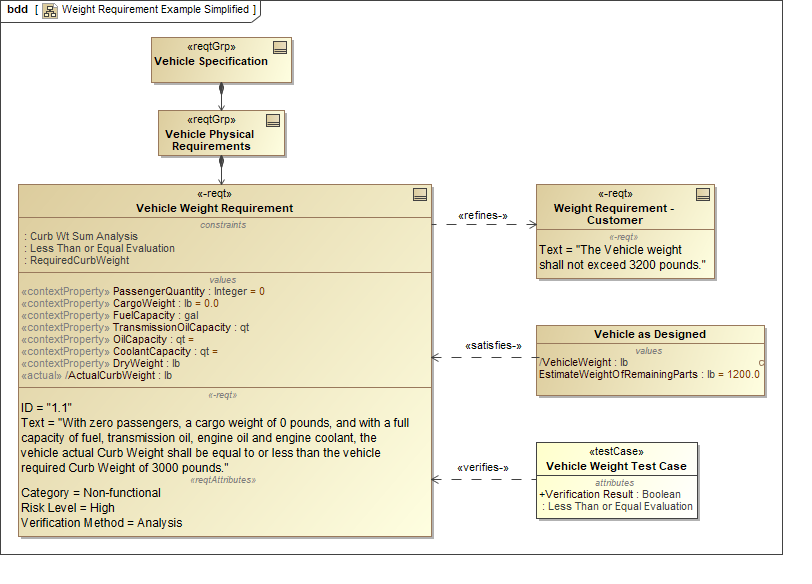 bdd [ Weight Requirement Example Simplified ]
«reqtGrp»
Vehicle Specification
«reqtGrp»
Vehicle Physical
Requirements
«-reqt»
Vehicle Weight Requirement
constraints
: Curb Wt Sum Analysis
: Less Than or Equal Evaluation
: RequiredCurbWeight
values
«contextProperty» PassengerQuantity : Integer = 0
«contextProperty» CargoWeight : lb = 0.0
«contextProperty» FuelCapacity : gal
«contextProperty» TransmissionOilCapacity : qt
«contextProperty» OilCapacity : qt =
«contextProperty» CoolantCapacity : qt =
«contextProperty» DryWeight : lb
«actual» /ActualCurbWeight : lb
«-reqt»
ID = "1.1"
Text = "With zero passengers, a cargo weight of 0 pounds, and with a full
capacity of fuel, transmission oil, engine oil and engine coolant, the
vehicle actual Curb Weight shall be equal to or less than the vehicle
required Curb Weight of 3000 pounds."
«reqtAttributes»
Category = Non-functional
Risk Level = High
Verification Method = Analysis
«refines-»
«-reqt»
Weight Requirement -
Customer
«-reqt»
Text = "The Vehicle weight
shall not exceed 3200 pounds."
«satisfies-»
Vehicle as Designed
values
/VehicleWeight : lb
EstimateWeightOfRemainingParts : lb = 1200.0
«verifies-»
«testCase»
Vehicle Weight Test Case
attributes
+Verification Result : Boolean
: Less Than or Equal Evaluation